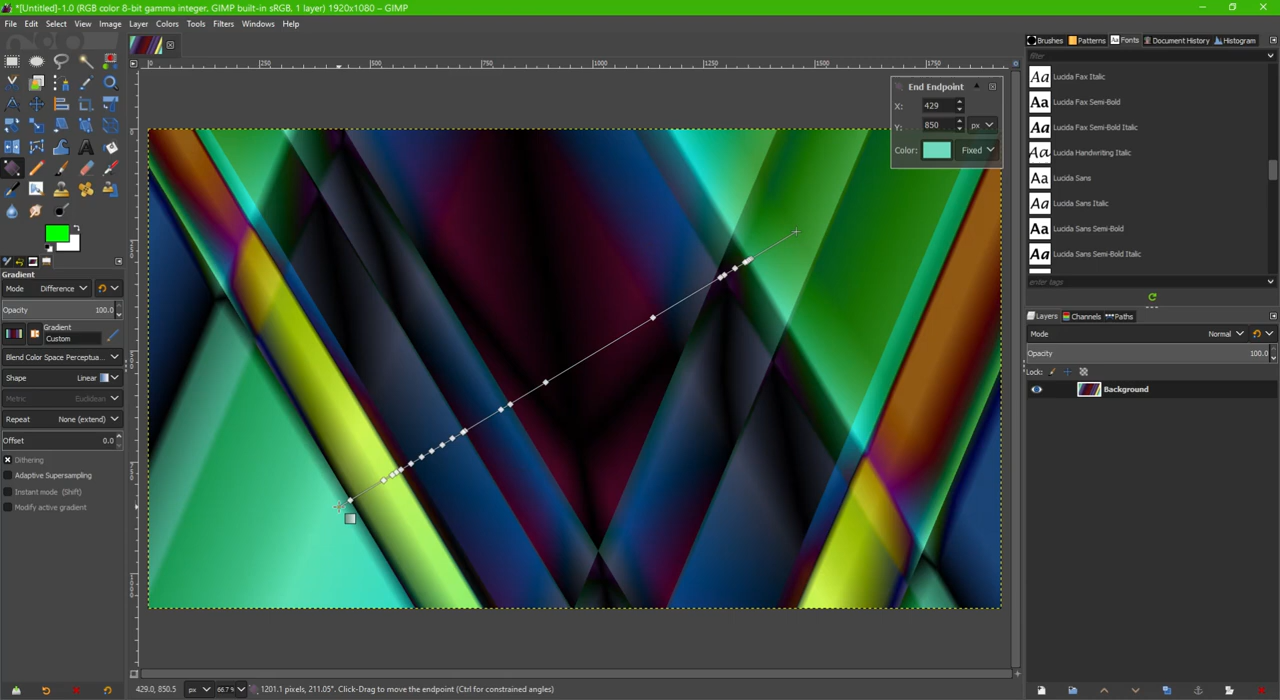 *[Untitled]-1.0 (RGB color 8-bit gamma integer, GIMP built-in sRGB, 1 layer) 1920x1080 – GIMP
File Edit Select View Image Layer Colors Tools Filters Windows Help
Brushes Patterns Fonts Document History Histogram
filter
0 250 500 750 1000 1250 1500 1750
Lucida Fax Italic
Lucida Fax Semi-Bold
Lucida Fax Semi-Bold Italic
Lucida Handwriting Italic
Lucida Sans
Lucida Sans Italic
Lucida Sans Semi-Bold
Lucida Sans Semi-Bold Italic
enter tags
End Endpoint
X: 429
Y: 850 px
Color: Fixed
Gradient
Mode Difference
Opacity 100.0
Gradient
Custom
Blend Color Space Perceptua...
Shape Linear
Metric Euclidean
Repeat None (extend)
Offset 0.0
Dithering
Adaptive Supersampling
Instant mode (Shift)
Modify active gradient
Layers Channels Paths
Mode Normal
Opacity 100.0
Lock:
Background
429.0, 850.5 px 66.7 % 1201.1 pixels, 211.05°. Click-Drag to move the endpoint (Ctrl for constrained angles)